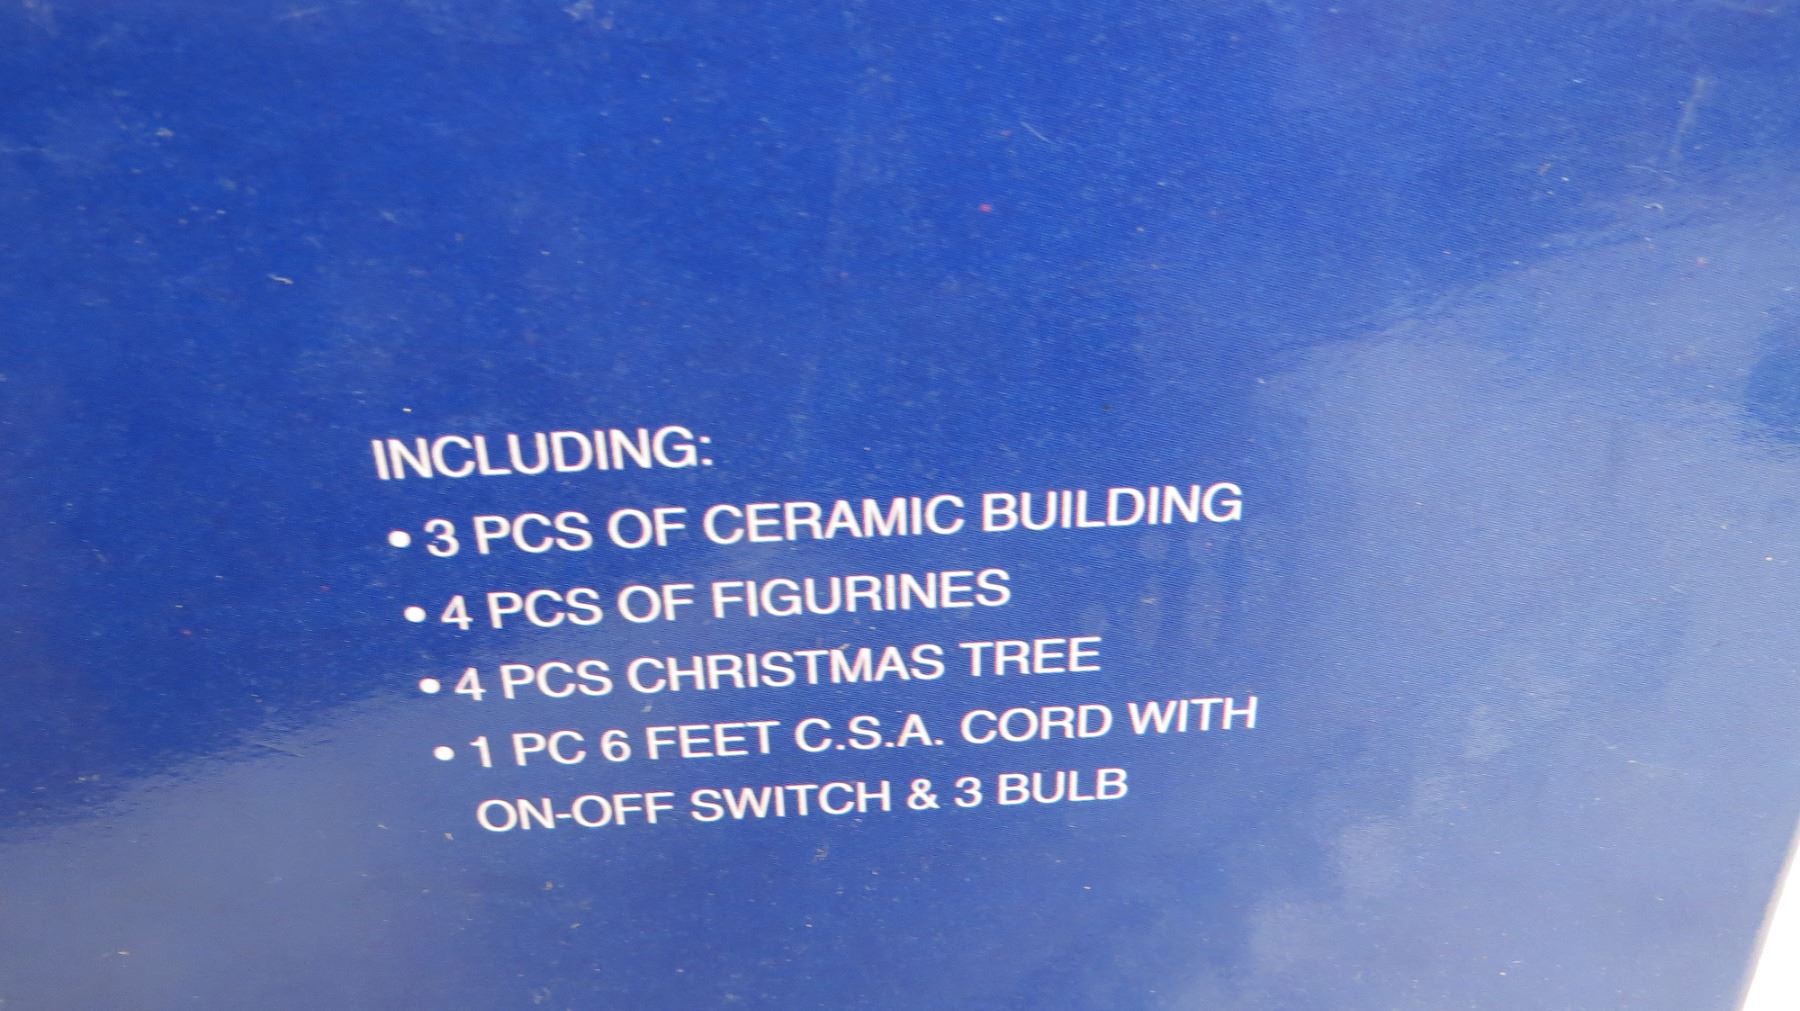 INCLUDING:
• 3 PCS OF CERAMIC BUILDING
• 4 PCS OF FIGURINES
• 4 PCS CHRISTMAS TREE
• 1 PC 6 FEET C.S.A. CORD WITH
ON-OFF SWITCH & 3 BULB